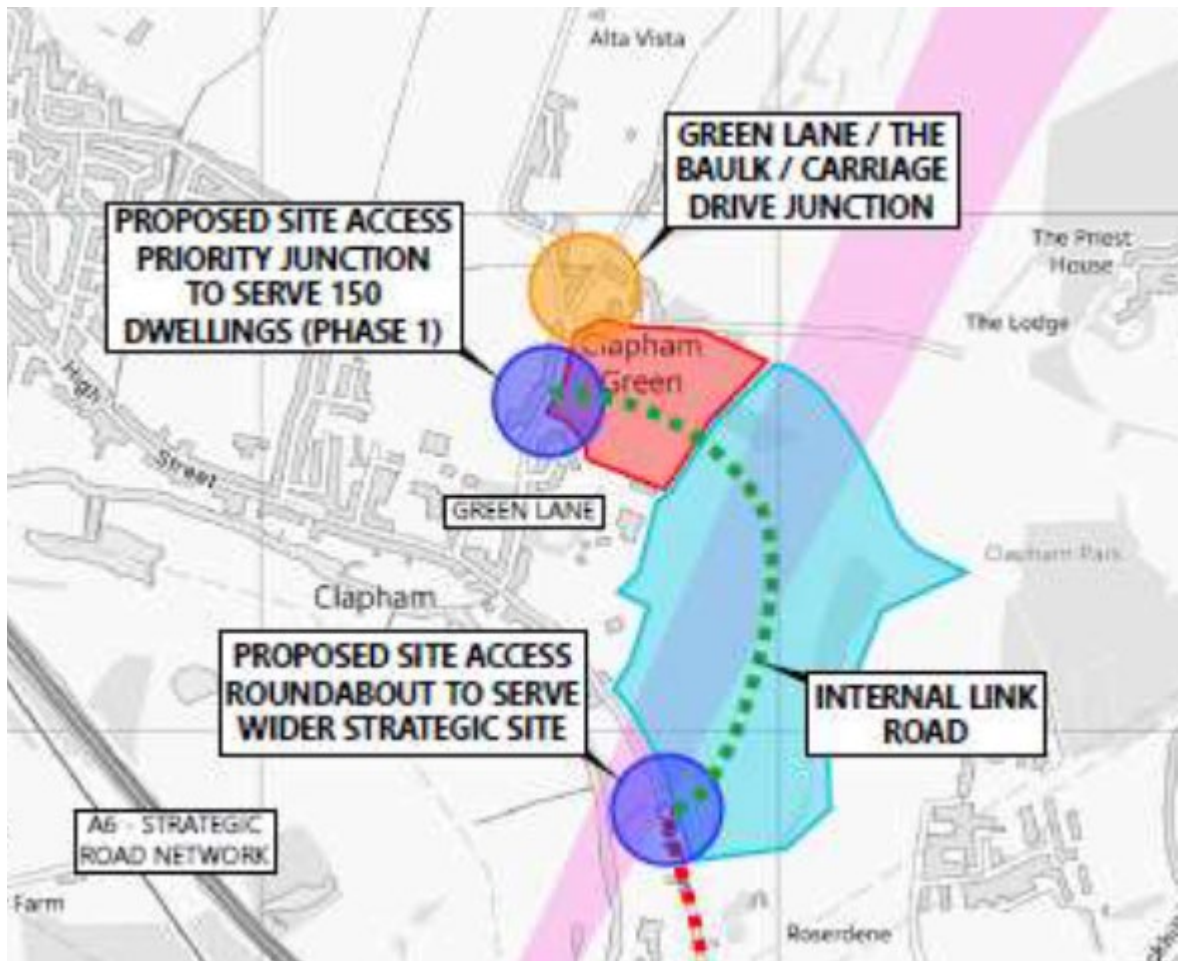 Alta Vista
GREEN LANE / THE
BAULK / CARRIAGE
DRIVE JUNCTION
PROPOSED SITE ACCESS
PRIORITY JUNCTION
TO SERVE 150
DWELLINGS (PHASE 1)
The Priest
House
The Lodge
Clapham
Green
High
Street
GREEN LANE
Clapham Park
Clapham
PROPOSED SITE ACCESS
ROUNDABOUT TO SERVE
WIDER STRATEGIC SITE
INTERNAL LINK
ROAD
A6 - STRATEGIC
ROAD NETWORK
Farm
Roserdene